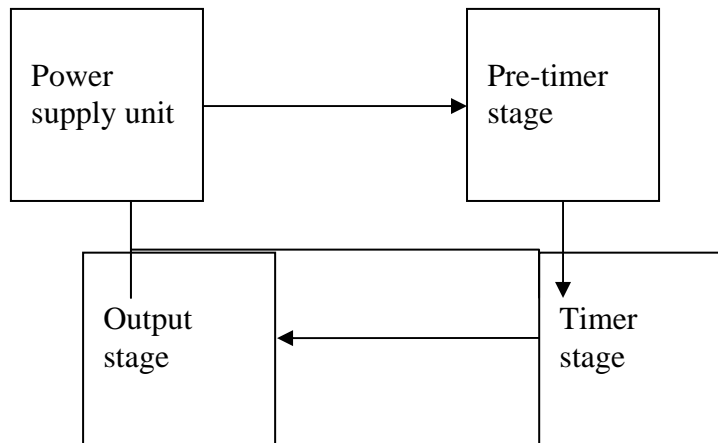 Power
supply unit
Pre-timer
stage
Output
stage
Timer
stage